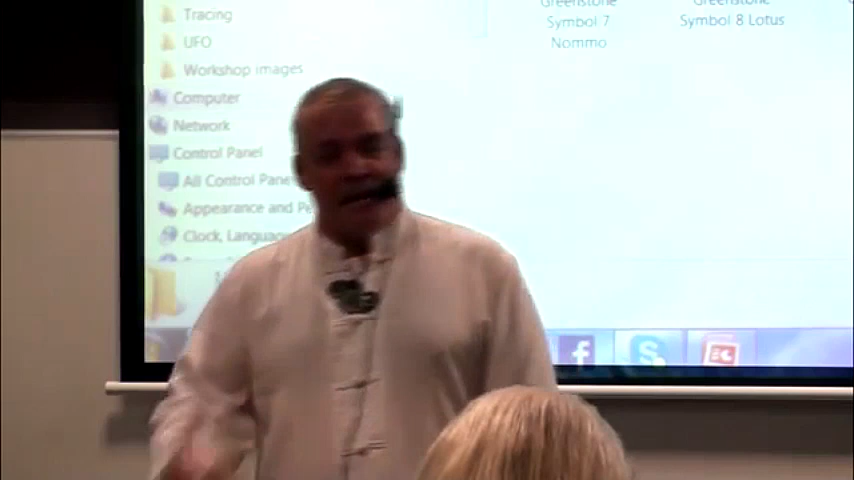 Tracing
UFO
Workshop images
Computer
Network
Control Panel
All Control Pane
Appearance and Pe
Clock, Language
Greenstone
Symbol 7
Nommo
Greenstone
Symbol 8 Lotus
f
S